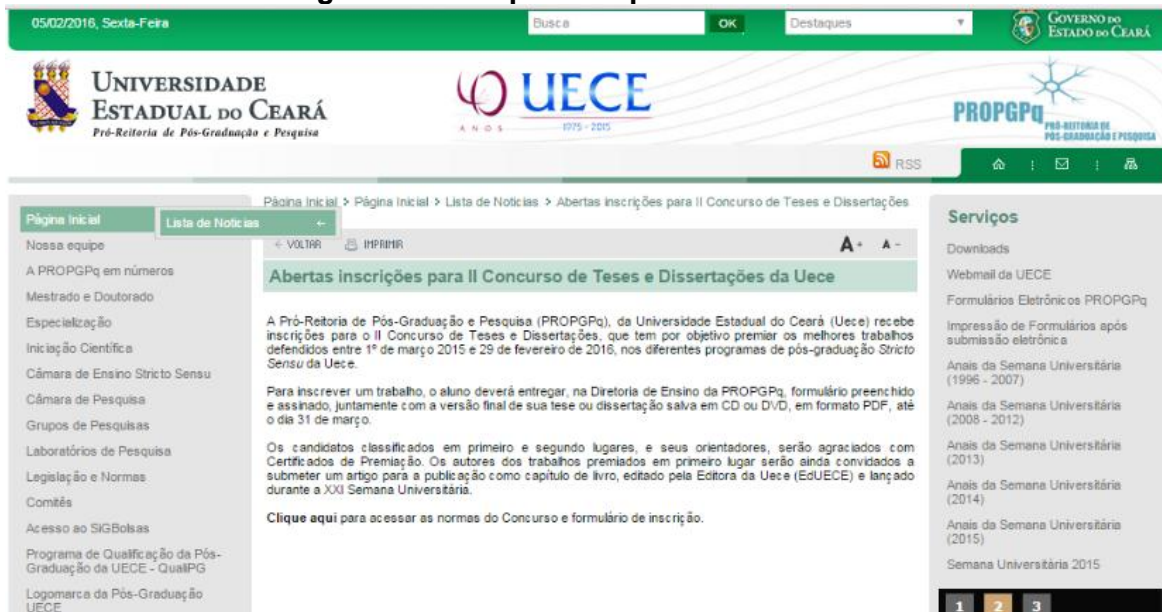 05/02/2016, Sexta-Feira
Busca
OK
Destaques
GOVERNO DO
ESTADO DO CEARÁ
UNIVERSIDADE
ESTADUAL DO CEARÁ
Pró-Reitoria de Pós-Graduação e Pesquisa
UECE
ANOS
1975 - 2015
PROPGPq
PRÓ-REITORIA DE
PÓS-GRADUAÇÃO E PESQUISA
RSS
Página Inicial
Lista de Notícias
Nossa equipe
A PROPGPq em números
Mestrado e Doutorado
Especialização
Iniciação Científica
Câmara de Ensino Stricto Sensu
Câmara de Pesquisa
Grupos de Pesquisas
Laboratórios de Pesquisa
Legislação e Normas
Comitês
Acesso ao SiGBolsas
Programa de Qualificação da Pós-
Graduação da UECE - QualiPG
Logomarca da Pós-Graduação
UECE
Página Inicial > Página Inicial > Lista de Notícias > Abertas inscrições para II Concurso de Teses e Dissertações
← VOLTAR IMPRIMIR A+ A-
Abertas inscrições para II Concurso de Teses e Dissertações da Uece
A Pró-Reitoria de Pós-Graduação e Pesquisa (PROPGPq), da Universidade Estadual do Ceará (Uece) recebe
inscrições para o II Concurso de Teses e Dissertações, que tem por objetivo premiar os melhores trabalhos
defendidos entre 1º de março 2015 e 29 de fevereiro de 2016, nos diferentes programas de pós-graduação Stricto
Sensu da Uece.
Para inscrever um trabalho, o aluno deverá entregar, na Diretoria de Ensino da PROPGPq, formulário preenchido
e assinado, juntamente com a versão final de sua tese ou dissertação salva em CD ou DVD, em formato PDF, até
o dia 31 de março.
Os candidatos classificados em primeiro e segundo lugares, e seus orientadores, serão agraciados com
Certificados de Premiação. Os autores dos trabalhos premiados em primeiro lugar serão ainda convidados a
submeter um artigo para a publicação como capítulo de livro, editado pela Editora da Uece (EdUECE) e lançado
durante a XXI Semana Universitária.
Clique aqui para acessar as normas do Concurso e formulário de inscrição.
Serviços
Downloads
Webmail da UECE
Formulários Eletrônicos PROPGPq
Impressão de Formulários após
submissão eletrônica
Anais da Semana Universitária
(1996 - 2007)
Anais da Semana Universitária
(2008 - 2012)
Anais da Semana Universitária
(2013)
Anais da Semana Universitária
(2014)
Anais da Semana Universitária
(2015)
Semana Universitária 2015
1 2 3